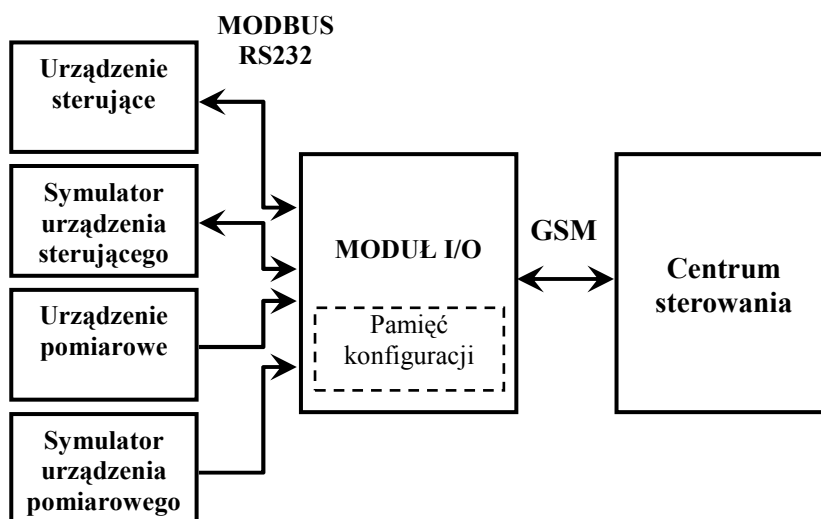 MODBUS
RS232
Urządzenie
sterujące
Symulator
urządzenia
sterującego
Urządzenie
pomiarowe
Symulator
urządzenia
pomiarowego
MODUŁ I/O
Pamięć
konfiguracji
GSM
Centrum
sterowania